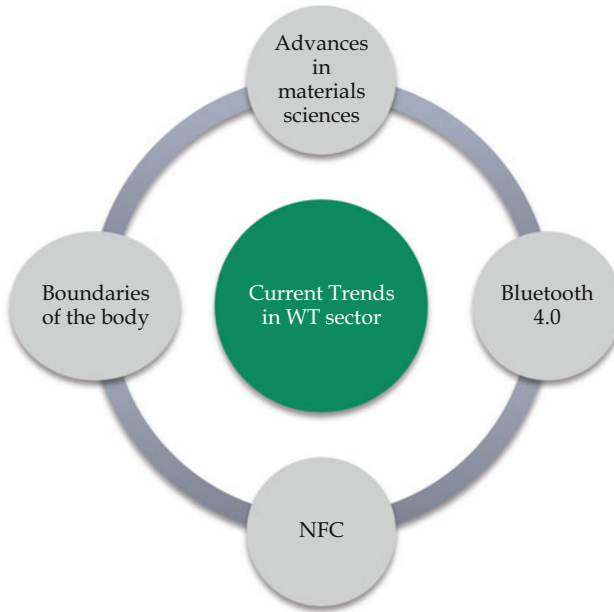 Advances
in
materials
sciences
Boundaries
of the body
Current Trends
in WT sector
Bluetooth
4.0
NFC